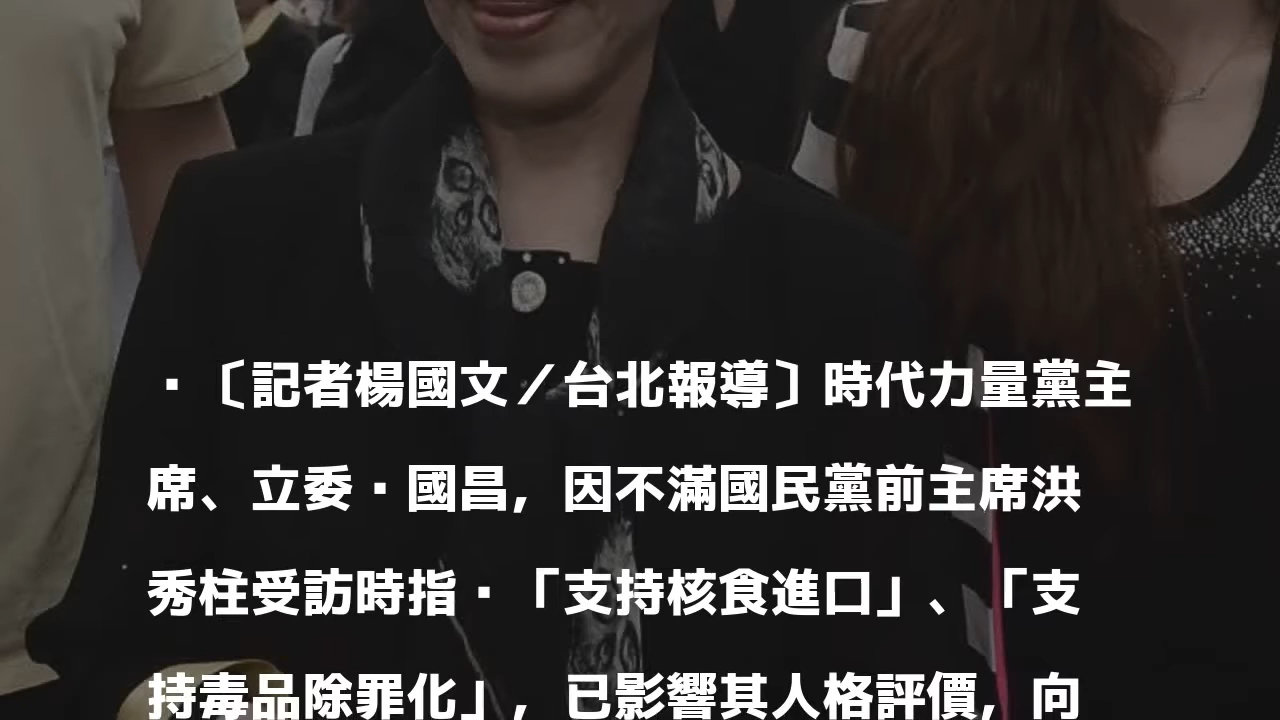 ▪〔記者楊國文／台北報導〕時代力量黨主
席、立委▪國昌，因不滿國民黨前主席洪
秀柱受訪時指▪「支持核食進口」、「支
持毒品除罪化」，已影響其人格評價，向